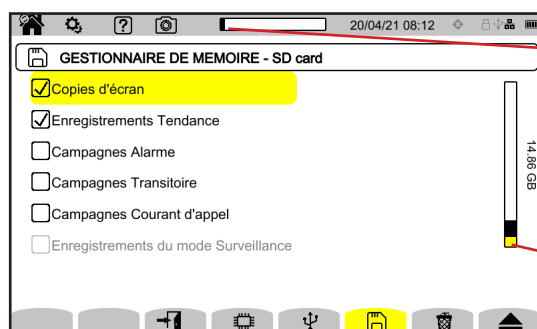 20/04/21 08:12
GESTIONNAIRE DE MEMOIRE - SD card
Copies d'écran
Enregistrements Tendance
Campagnes Alarme
Campagnes Transitoire
Campagnes Courant d'appel
Enregistrements du mode Surveillance
14.86 GB